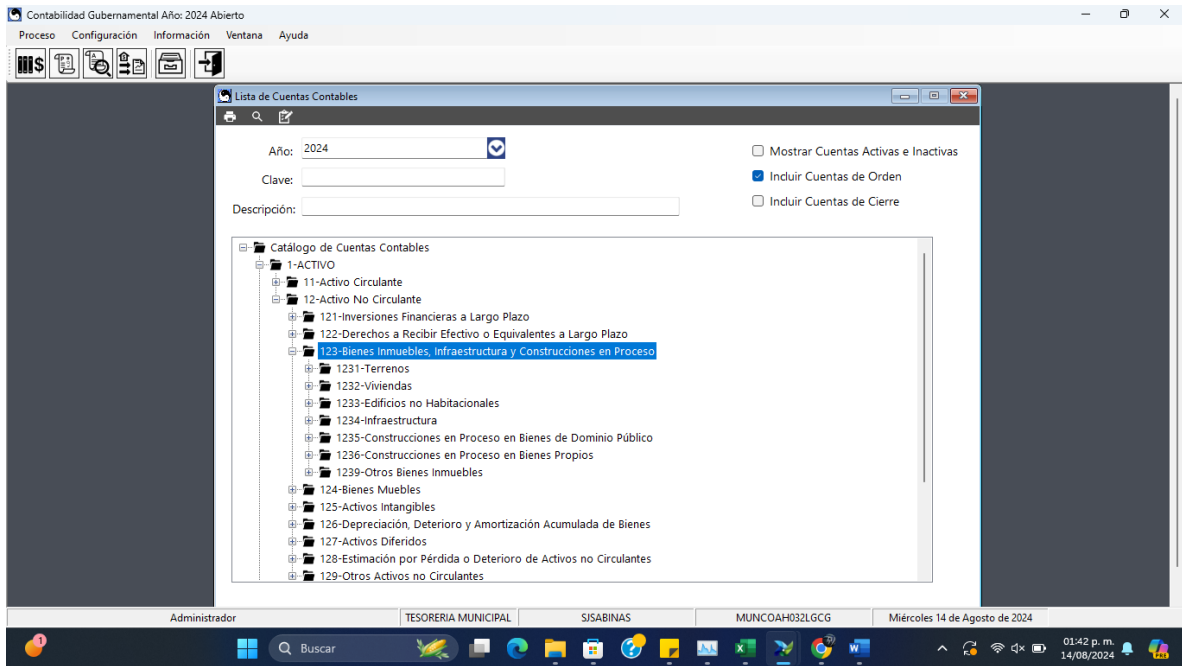 Contabilidad Gubernamental Año: 2024 Abierto
Proceso Configuración Información Ventana Ayuda
Lista de Cuentas Contables
Año: 2024
Mostrar Cuentas Activas e Inactivas
Clave:
Incluir Cuentas de Orden
Descripción:
Incluir Cuentas de Cierre
Catálogo de Cuentas Contables
1-ACTIVO
11-Activo Circulante
12-Activo No Circulante
121-Inversiones Financieras a Largo Plazo
122-Derechos a Recibir Efectivo o Equivalentes a Largo Plazo
123-Bienes Inmuebles, Infraestructura y Construcciones en Proceso
1231-Terrenos
1232-Viviendas
1233-Edificios no Habitacionales
1234-Infraestructura
1235-Construcciones en Proceso en Bienes de Dominio Público
1236-Construcciones en Proceso en Bienes Propios
1239-Otros Bienes Inmuebles
124-Bienes Muebles
125-Activos Intangibles
126-Depreciación, Deterioro y Amortización Acumulada de Bienes
127-Activos Diferidos
128-Estimación por Pérdida o Deterioro de Activos no Circulantes
129-Otros Activos no Circulantes
Administrador TESORERIA MUNICIPAL SJSABINAS MUNCOAH032LGCG Miércoles 14 de Agosto de 2024
1 Buscar 01:42 p. m.
14/08/2024